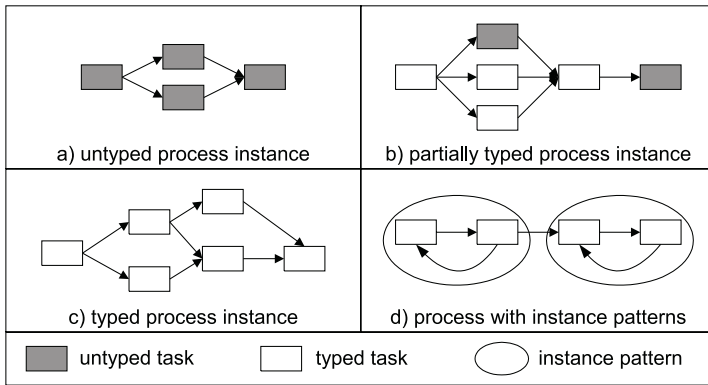 a) untyped process instance
b) partially typed process instance
c) typed process instance
d) process with instance patterns
untyped task
typed task
instance pattern